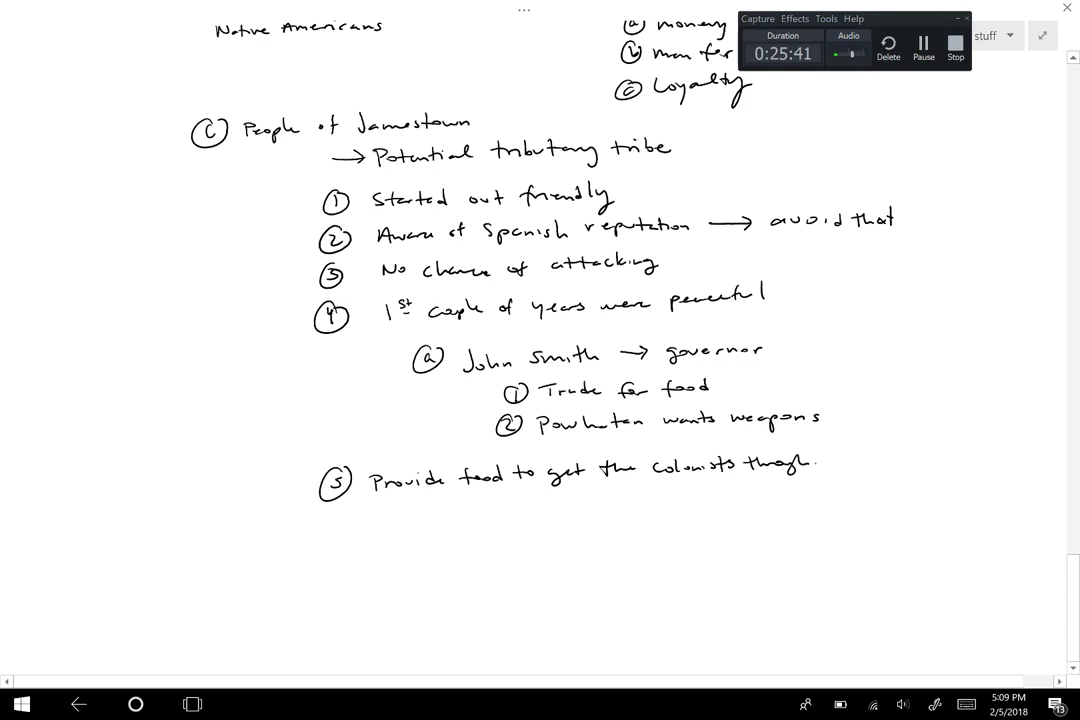 Native Americans
(a) money
(b) men for
(c) Loyalty
Capture Effects Tools Help
Duration
0:25:41
Audio
Delete
Pause
Stop
stuff
(C) People of Jamestown
→ Potential tributary tribe
(1) Started out friendly
(2) Aware of Spanish reputation → avoid that
(3) No chance of attacking
(4) 1st couple of years were peaceful
(a) John Smith → governor
(1) Trade for food
(2) Powhatan wants weapons
(5) Provide food to get the colonists through.
5:09 PM
2/5/2018
13